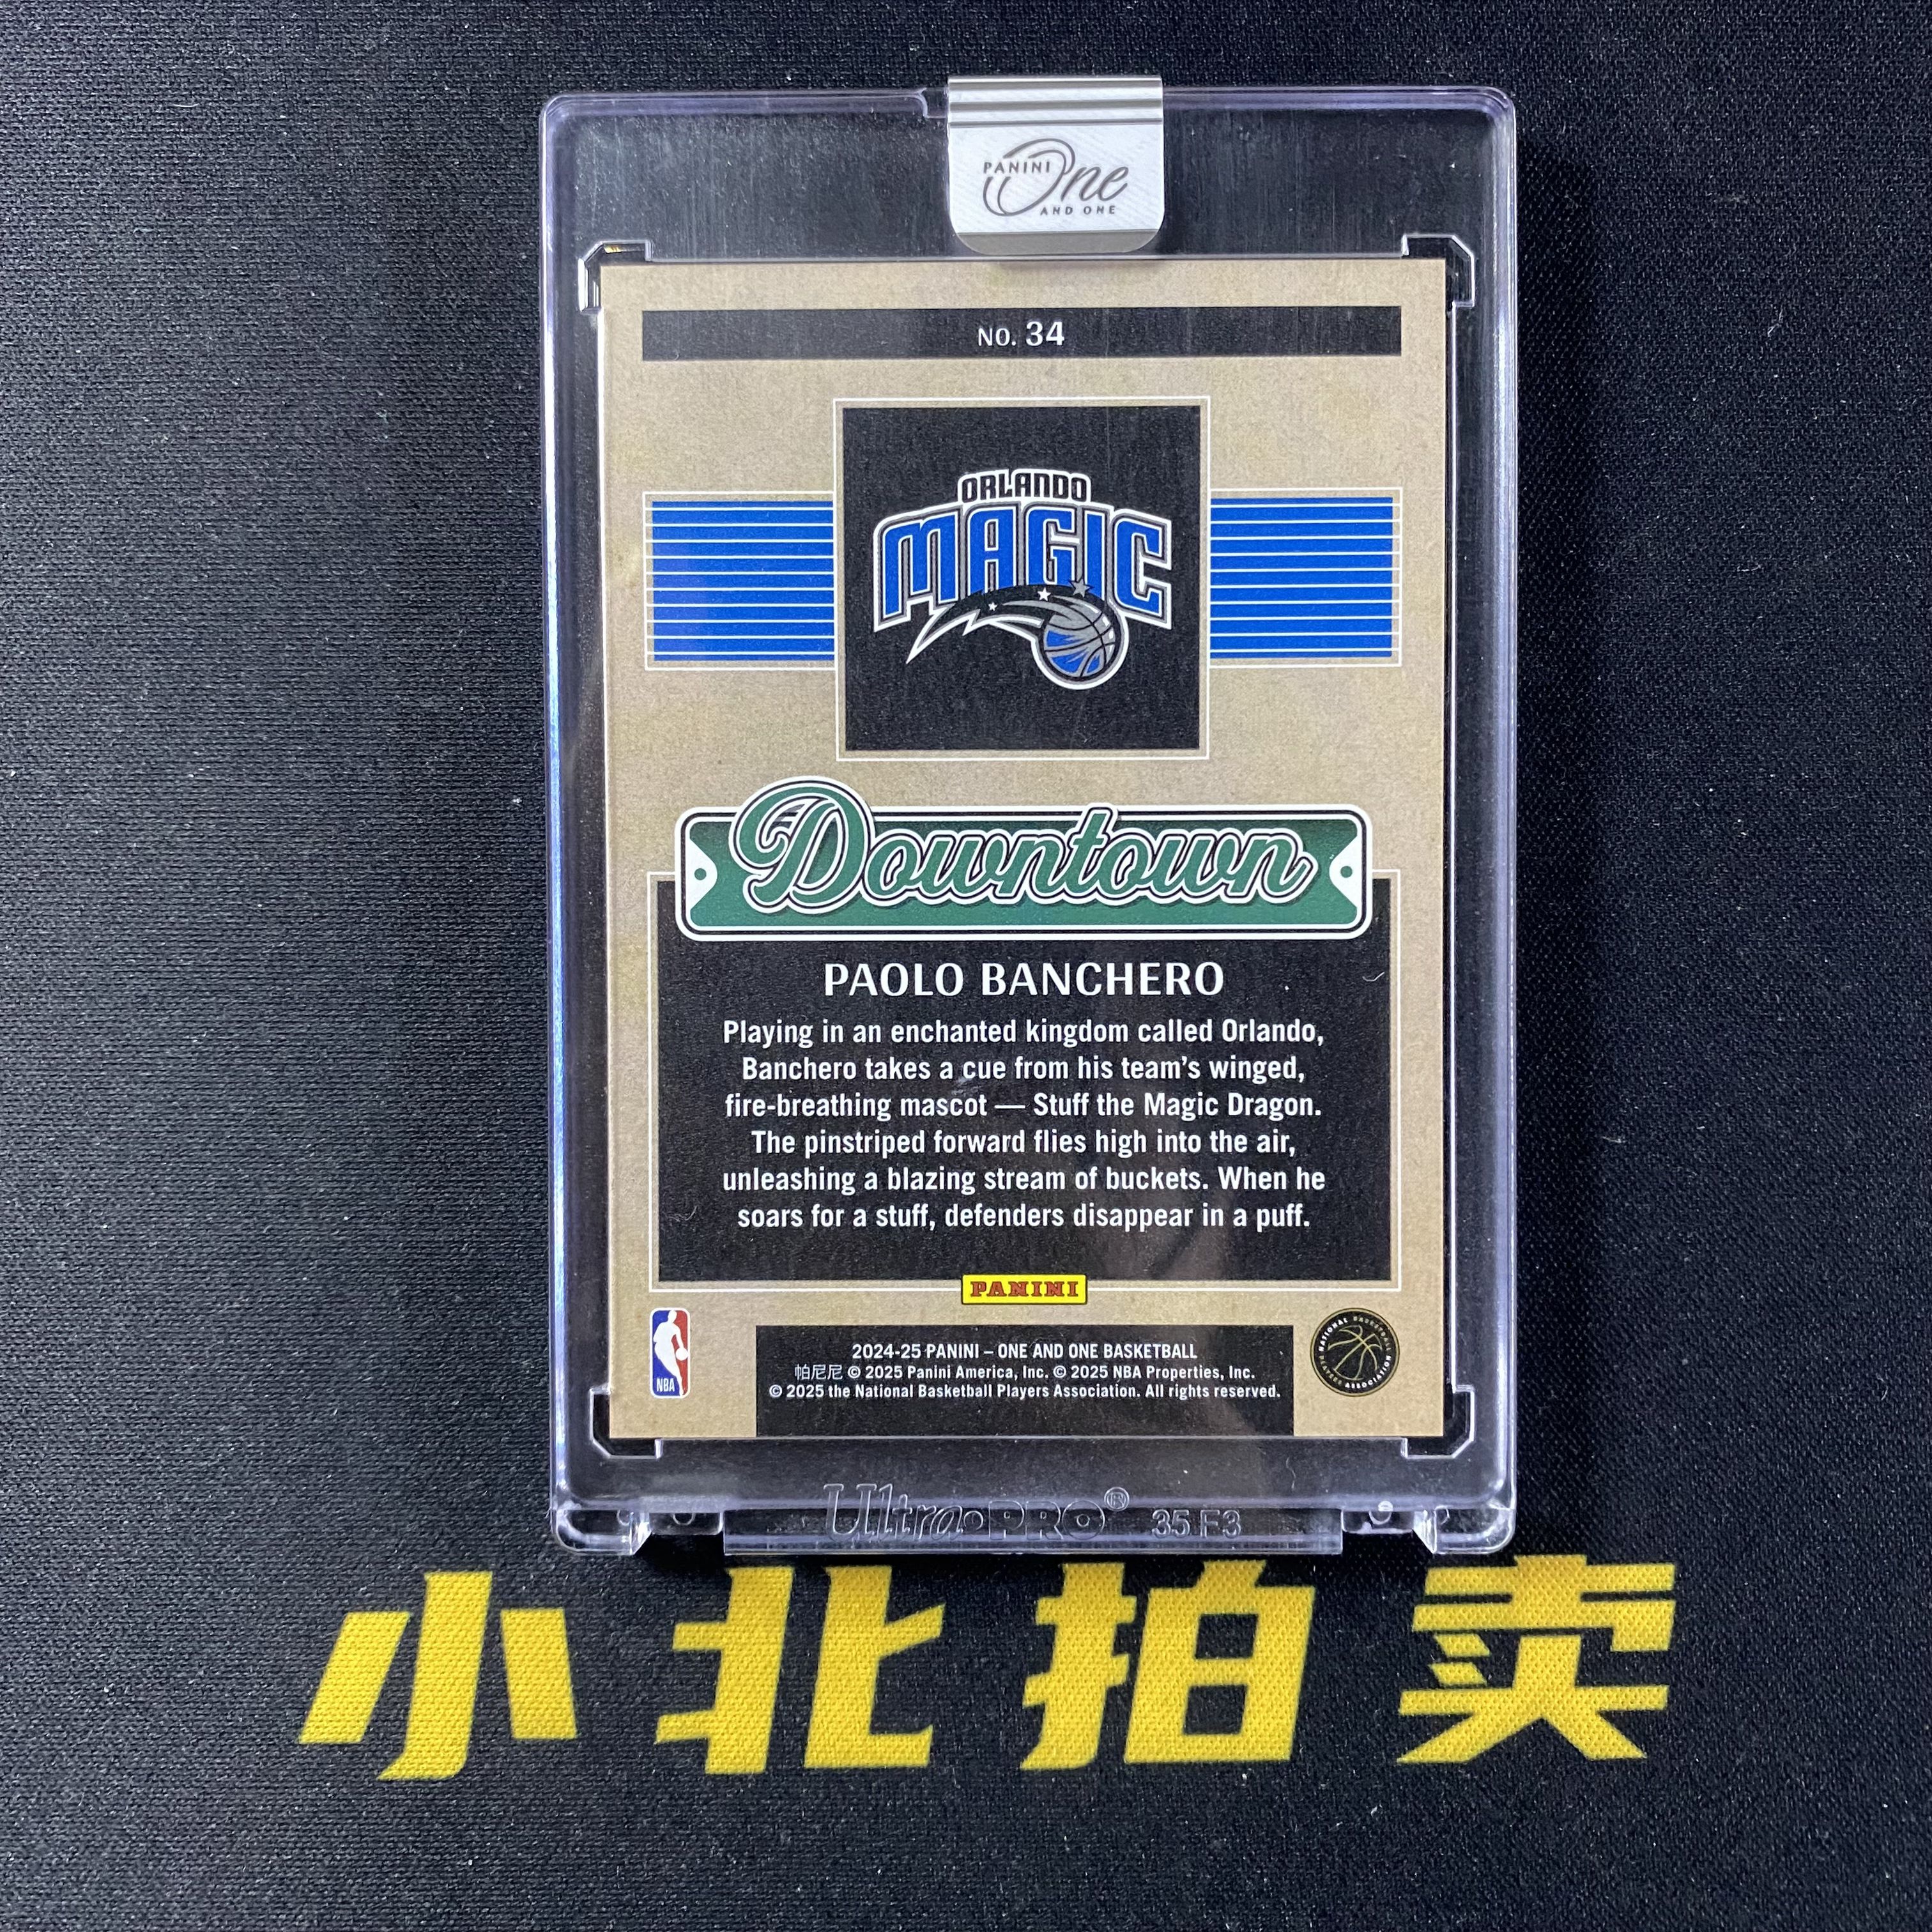 PANINI One
AND ONE
NO. 34
ORLANDO
MAGIC
Downtown
PAOLO BANCHERO
Playing in an enchanted kingdom called Orlando,
Banchero takes a cue from his team's winged,
fire-breathing mascot — Stuff the Magic Dragon.
The pinstriped forward flies high into the air,
unleashing a blazing stream of buckets. When he
soars for a stuff, defenders disappear in a puff.
PANINI
NBA
NATIONAL BASKETBALL
PLAYERS ASSOCIATION
2024-25 PANINI – ONE AND ONE BASKETBALL
帕尼尼 © 2025 Panini America, Inc. © 2025 NBA Properties, Inc.
© 2025 the National Basketball Players Association. All rights reserved.
Ultra•PRO® 35 F3
小北拍卖